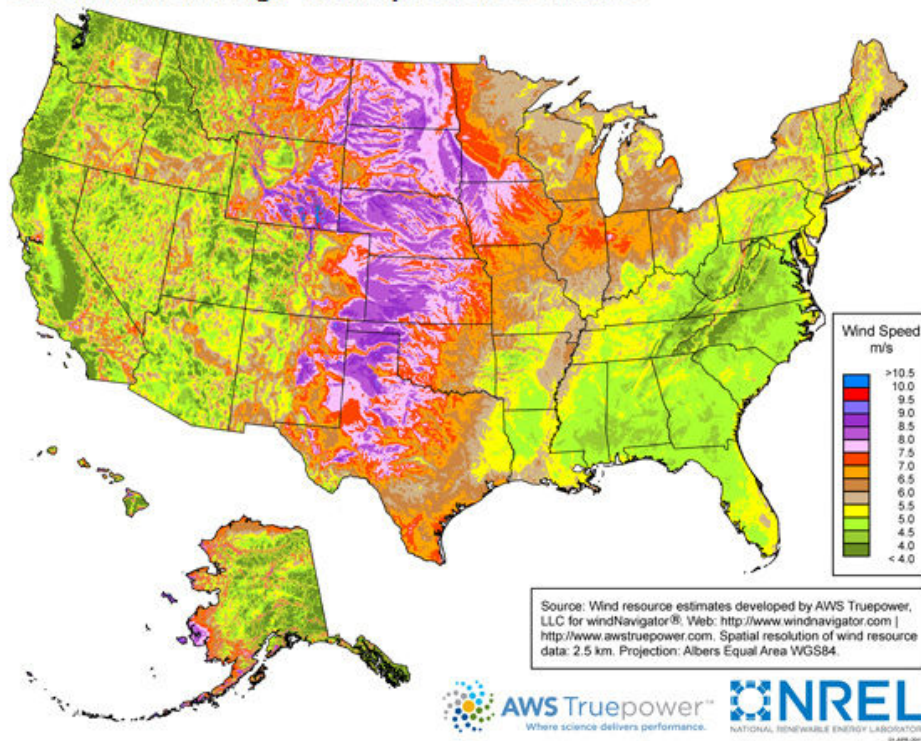 Wind Speed
m/s
>10.5
10.0
9.5
9.0
8.5
8.0
7.5
7.0
6.5
6.0
5.5
5.0
4.5
4.0
< 4.0
Source: Wind resource estimates developed by AWS Truepower,
LLC for windNavigator®. Web: http://www.windnavigator.com |
http://www.awstruepower.com. Spatial resolution of wind resource
data: 2.5 km. Projection: Albers Equal Area WGS84.
AWS Truepower™
Where science delivers performance.
NREL
NATIONAL RENEWABLE ENERGY LABORATOR